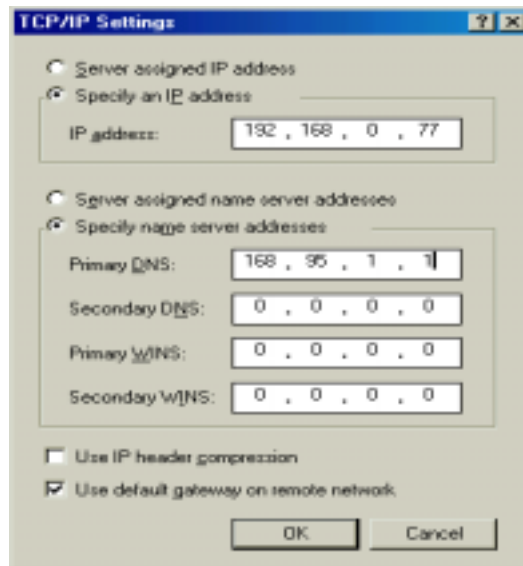 TCP/IP Settings
Server assigned IP address
Specify an IP address
IP address: 192 . 168 . 0 . 77
Server assigned name server addresses
Specify name server addresses
Primary DNS: 168 . 95 . 1 . 1
Secondary DNS: 0 . 0 . 0 . 0
Primary WINS: 0 . 0 . 0 . 0
Secondary WINS: 0 . 0 . 0 . 0
Use IP header compression
Use default gateway on remote network
OK Cancel